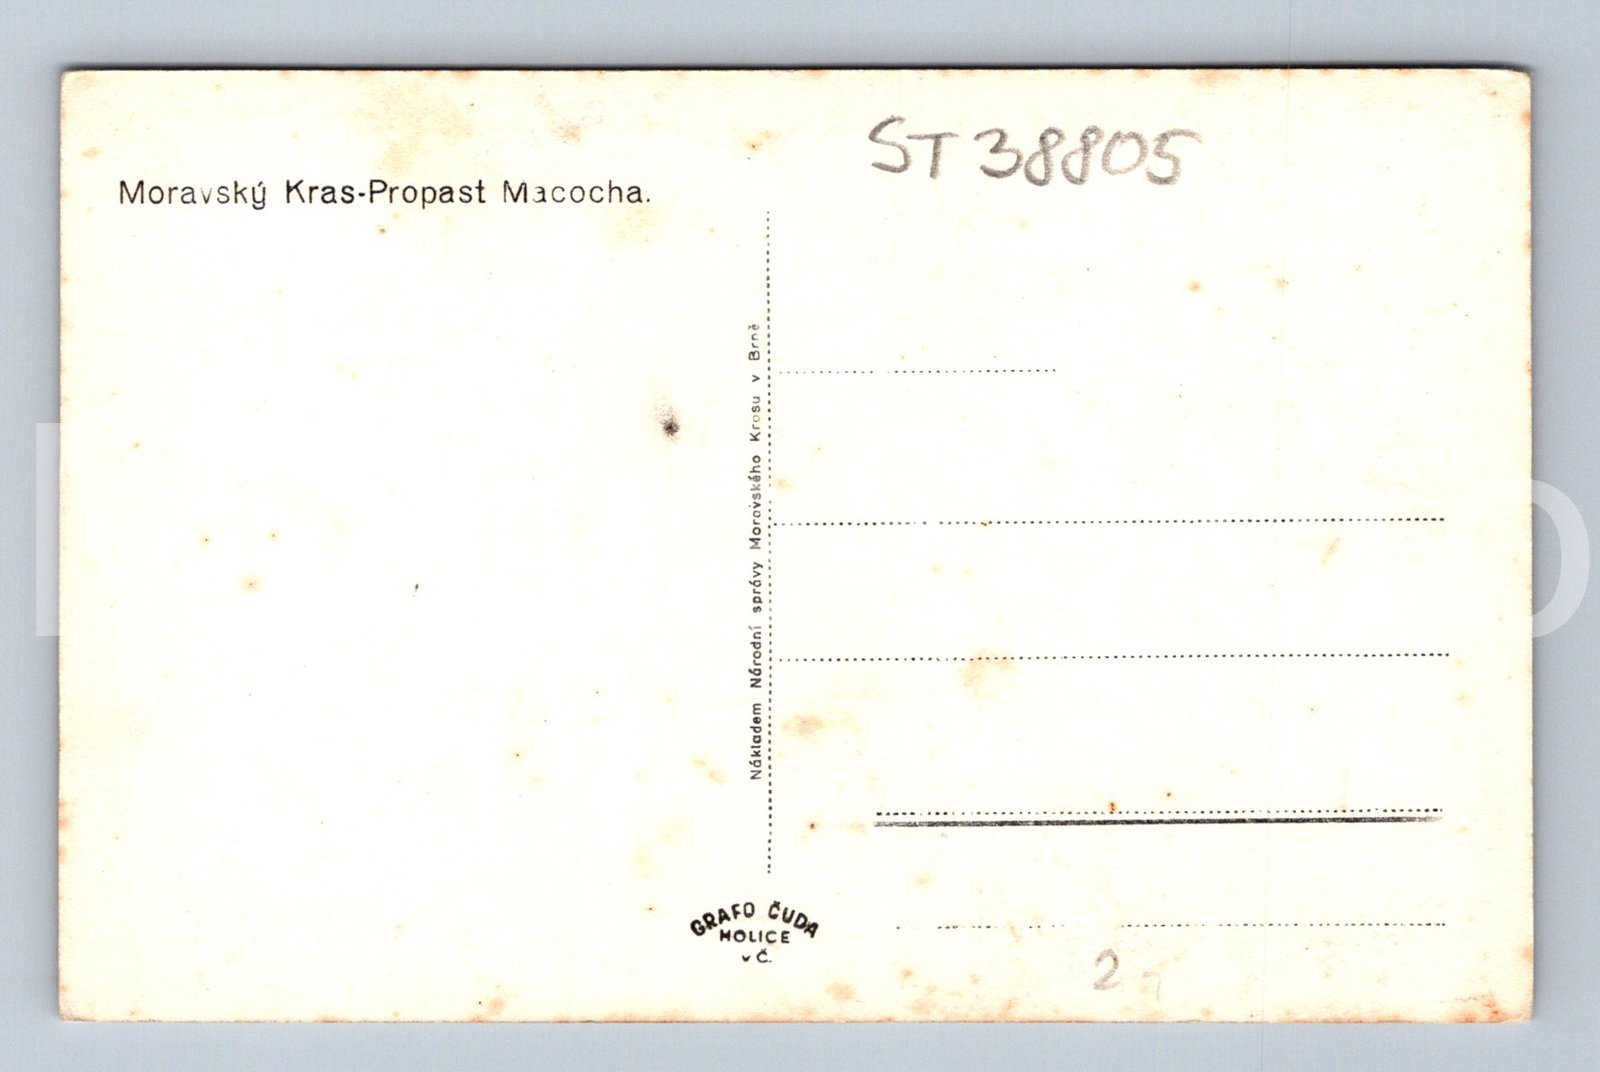 ST 38805
Moravský Kras-Propast Macocha.
Nákladem Národní správy Moravského Krasu v Brně
GRAFO ČUDA
HOLICE
v Č.
2